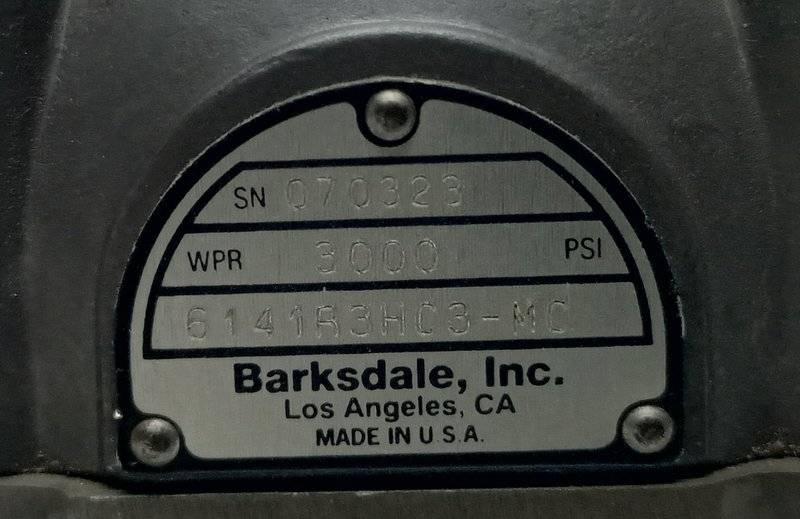 SN 070323
WPR 3000 PSI
6141R3HC3-MC
Barksdale, Inc.
Los Angeles, CA
MADE IN U.S.A.